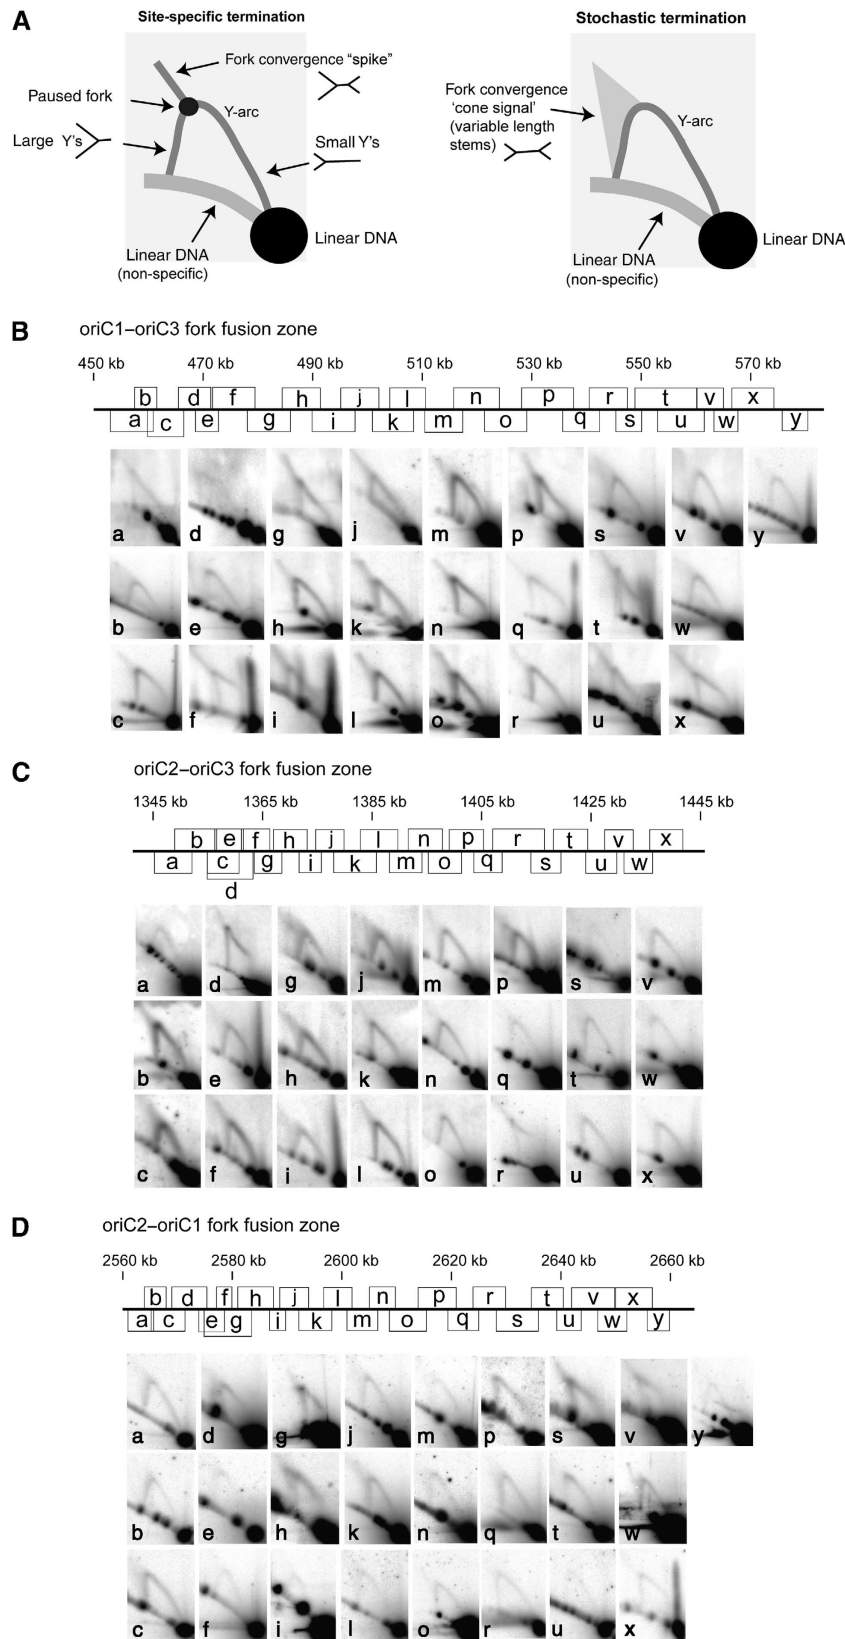 A
Site-specific termination
Fork convergence "spike"
Paused fork
Y-arc
Large Y's
Small Y's
Linear DNA
Linear DNA
(non-specific)
Stochastic termination
Fork convergence
'cone signal'
(variable length
stems)
Y-arc
Linear DNA
Linear DNA
(non-specific)
B
oriC1–oriC3 fork fusion zone
450 kb 470 kb 490 kb 510 kb 530 kb 550 kb 570 kb
b d f h j l n p r t v x
a c e g i k m o q s u w y
a d g j m p s v y
b e h k n q t w
c f i l o r u x
C
oriC2–oriC3 fork fusion zone
1345 kb 1365 kb 1385 kb 1405 kb 1425 kb 1445 kb
b e f h j l n p r t v x
a c g i k m o q s u w
d
a d g j m p s v
b e h k n q t w
c f i l o r u x
D
oriC2–oriC1 fork fusion zone
2560 kb 2580 kb 2600 kb 2620 kb 2640 kb 2660 kb
b d f h j l n p r t v x
a c e g i k m o q s u w y
a d g j m p s v y
b e h k n q t w
c f i l o r u x